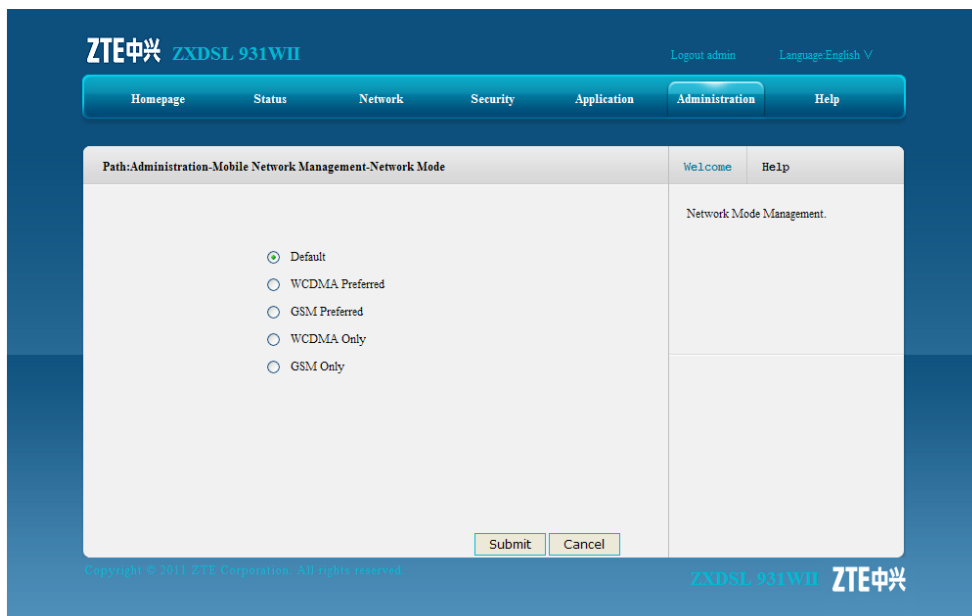 ZTE中兴 ZXDSL 931WII
Logout admin Language:English V
Homepage Status Network Security Application Administration Help
Path:Administration-Mobile Network Management-Network Mode
Welcome Help
Network Mode Management.
Default
WCDMA Preferred
GSM Preferred
WCDMA Only
GSM Only
Submit Cancel
Copyright © 2011 ZTE Corporation. All rights reserved.
ZXDSL 931WII ZTE中兴